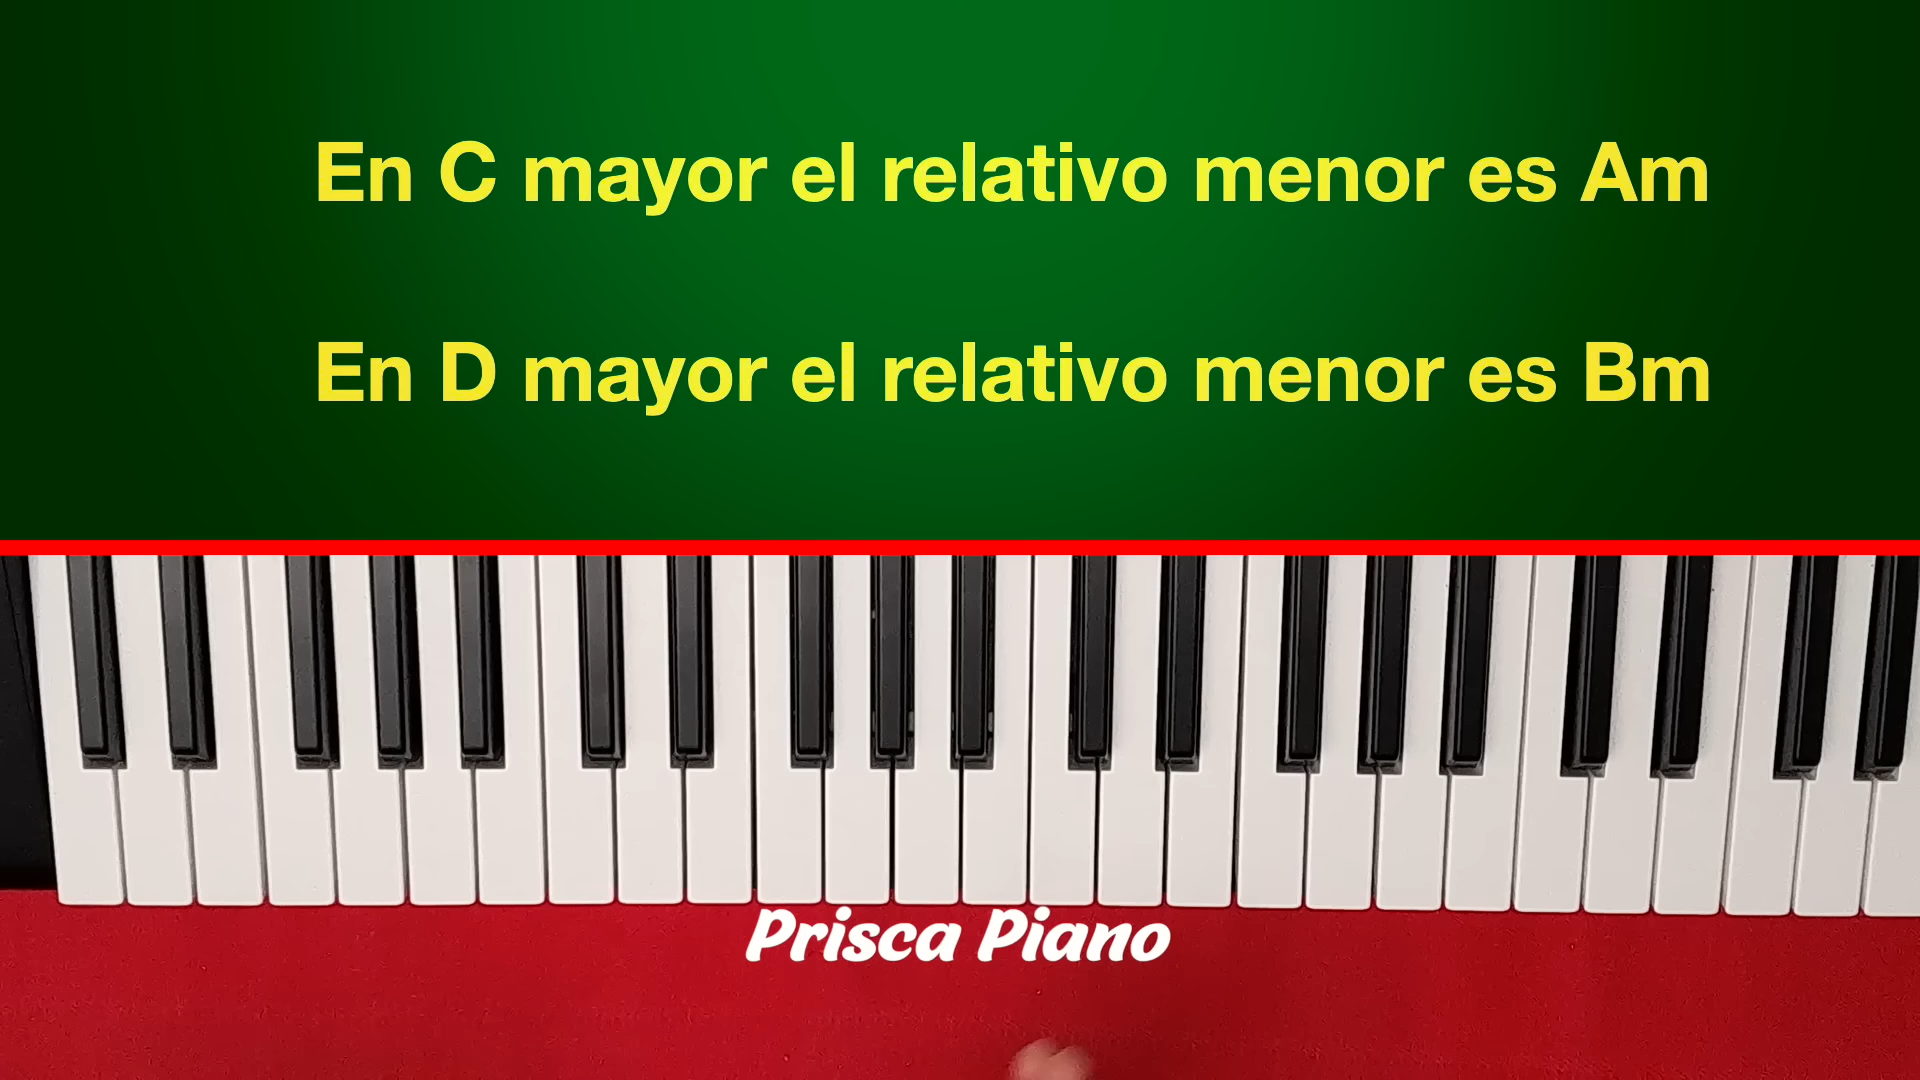 En C mayor el relativo menor es Am
En D mayor el relativo menor es Bm
Prisca Piano